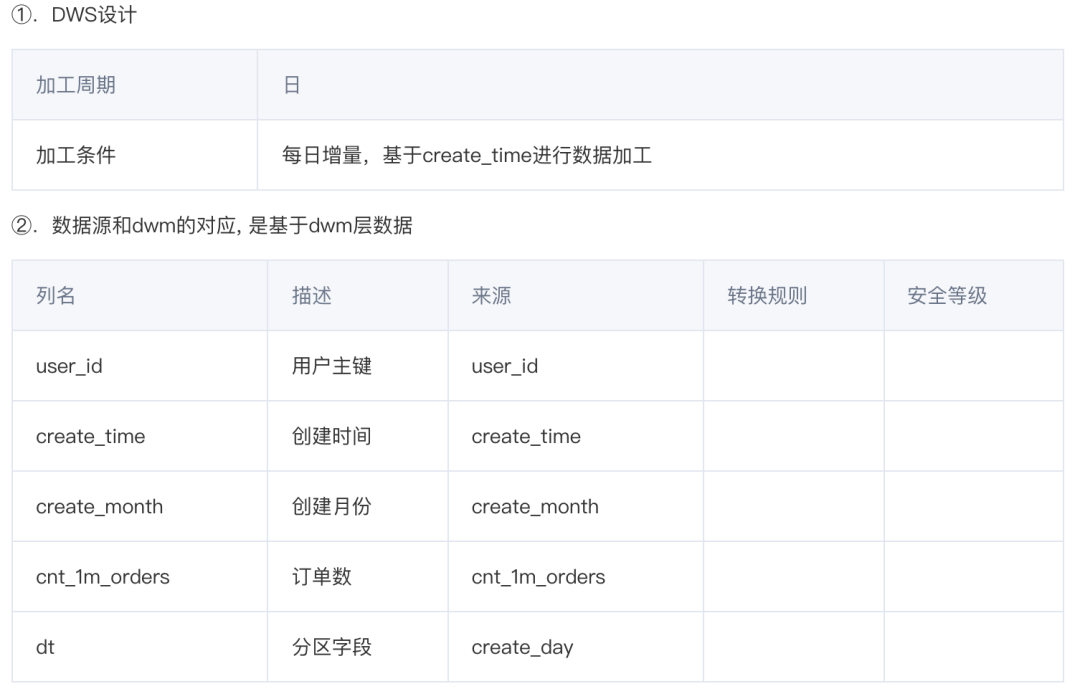 ①. DWS设计
加工周期 日
加工条件 每日增量，基于create_time进行数据加工
②. 数据源和dwm的对应, 是基于dwm层数据
列名 描述 来源 转换规则 安全等级
user_id 用户主键 user_id
create_time 创建时间 create_time
create_month 创建月份 create_month
cnt_1m_orders 订单数 cnt_1m_orders
dt 分区字段 create_day